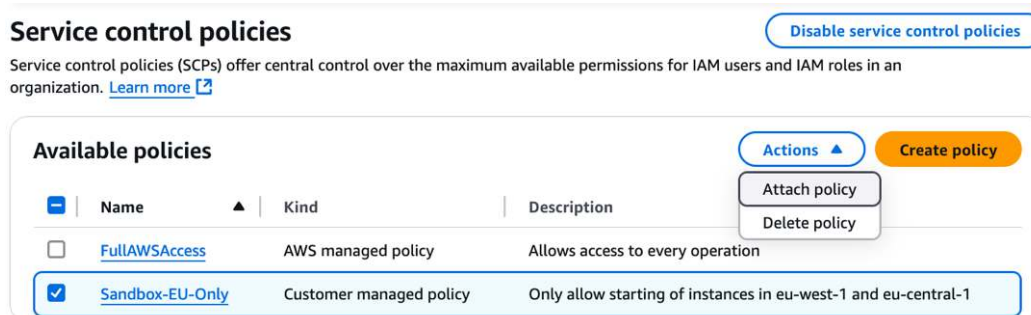 Service control policies
Disable service control policies
Service control policies (SCPs) offer central control over the maximum available permissions for IAM users and IAM roles in an
organization. Learn more
Available policies
Actions
Create policy
Attach policy
Delete policy
Name Kind Description
FullAWSAccess AWS managed policy Allows access to every operation
Sandbox-EU-Only Customer managed policy Only allow starting of instances in eu-west-1 and eu-central-1